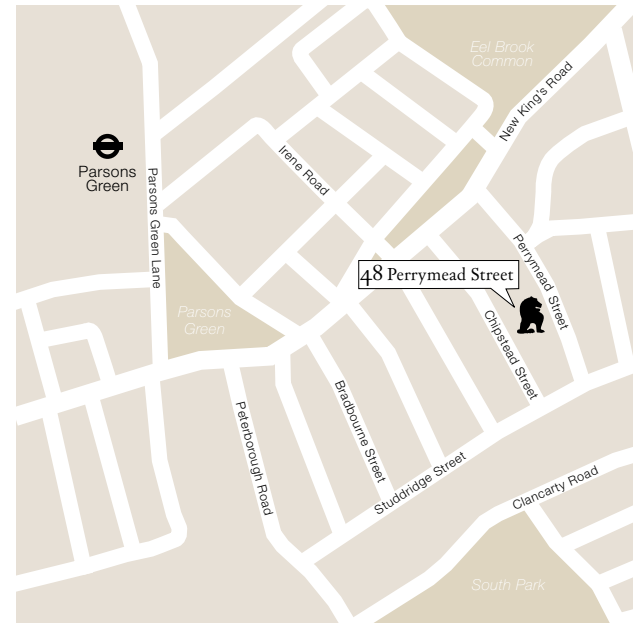 Eel Brook
Common
New King's Road
Parsons
Green
Irene Road
Parsons Green Lane
Perrymead Street
48 Perrymead Street
Parsons
Green
Chipstead Street
Bradbourne Street
Peterborough Road
Studdridge Street
Clancarty Road
South Park